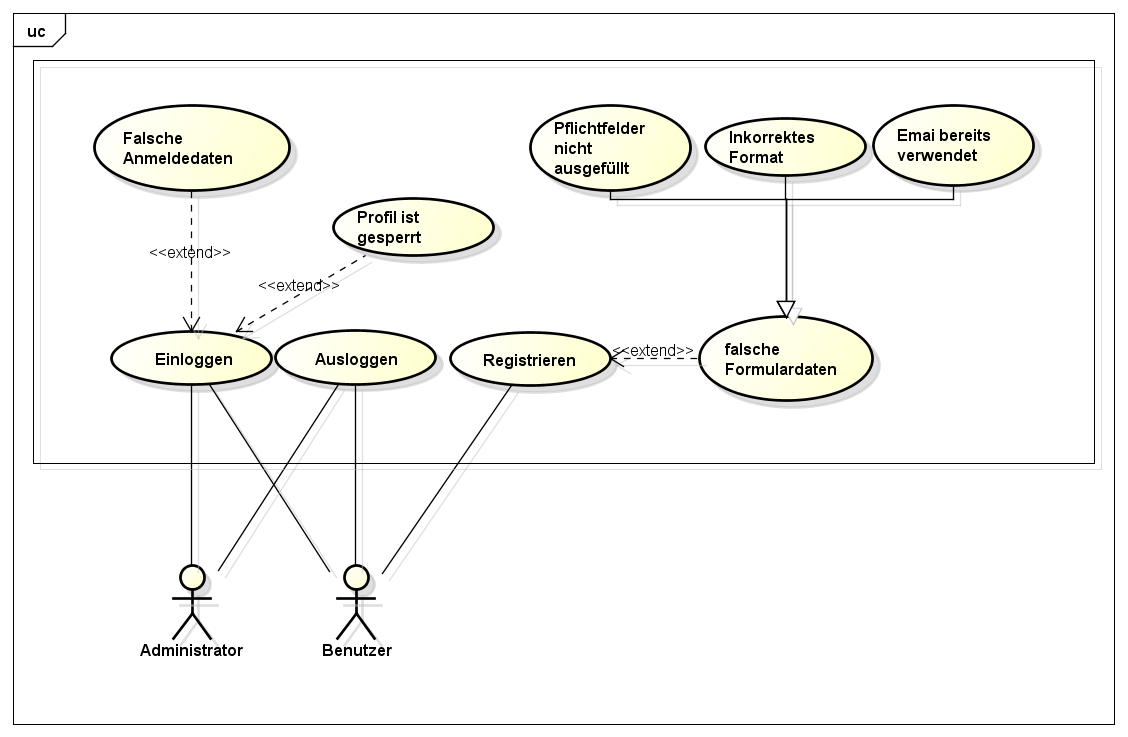 uc
Falsche
Anmeldedaten
Pflichtfelder
nicht
ausgefüllt
Inkorrektes
Format
Emai bereits
verwendet
Profil ist
gesperrt
<<extend>>
<<extend>>
Einloggen
Ausloggen
Registrieren
<<extend>>
falsche
Formulardaten
Administrator
Benutzer